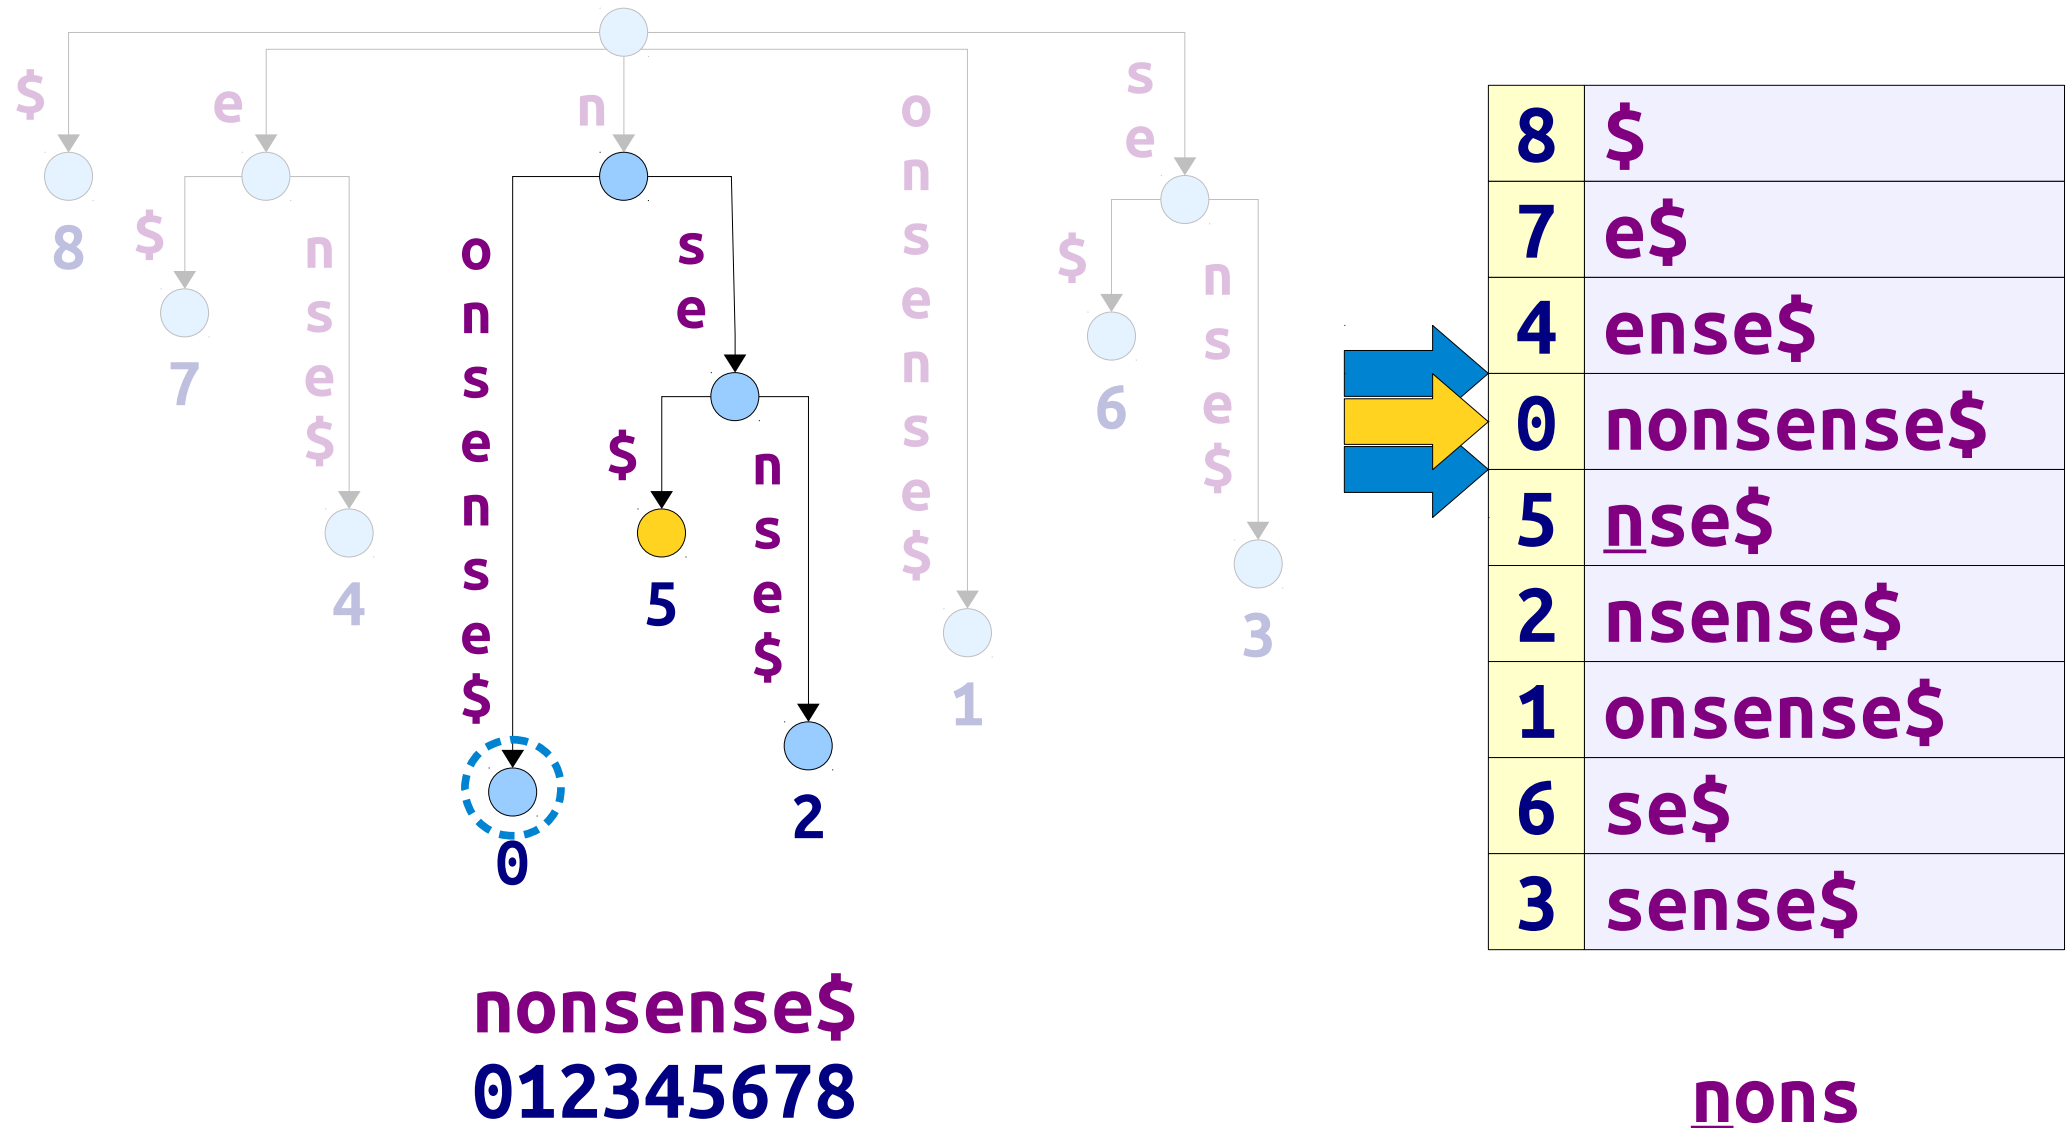 $
e
n
onsense$
se
8
$
nse$
onsense$
se
$
nse$
7
$
nse$
6
4
5
1
3
2
0
8 $
7 e$
4 ense$
0 nonsense$
5 nse$
2 nsense$
1 onsense$
6 se$
3 sense$
nonsense$
012345678
nons